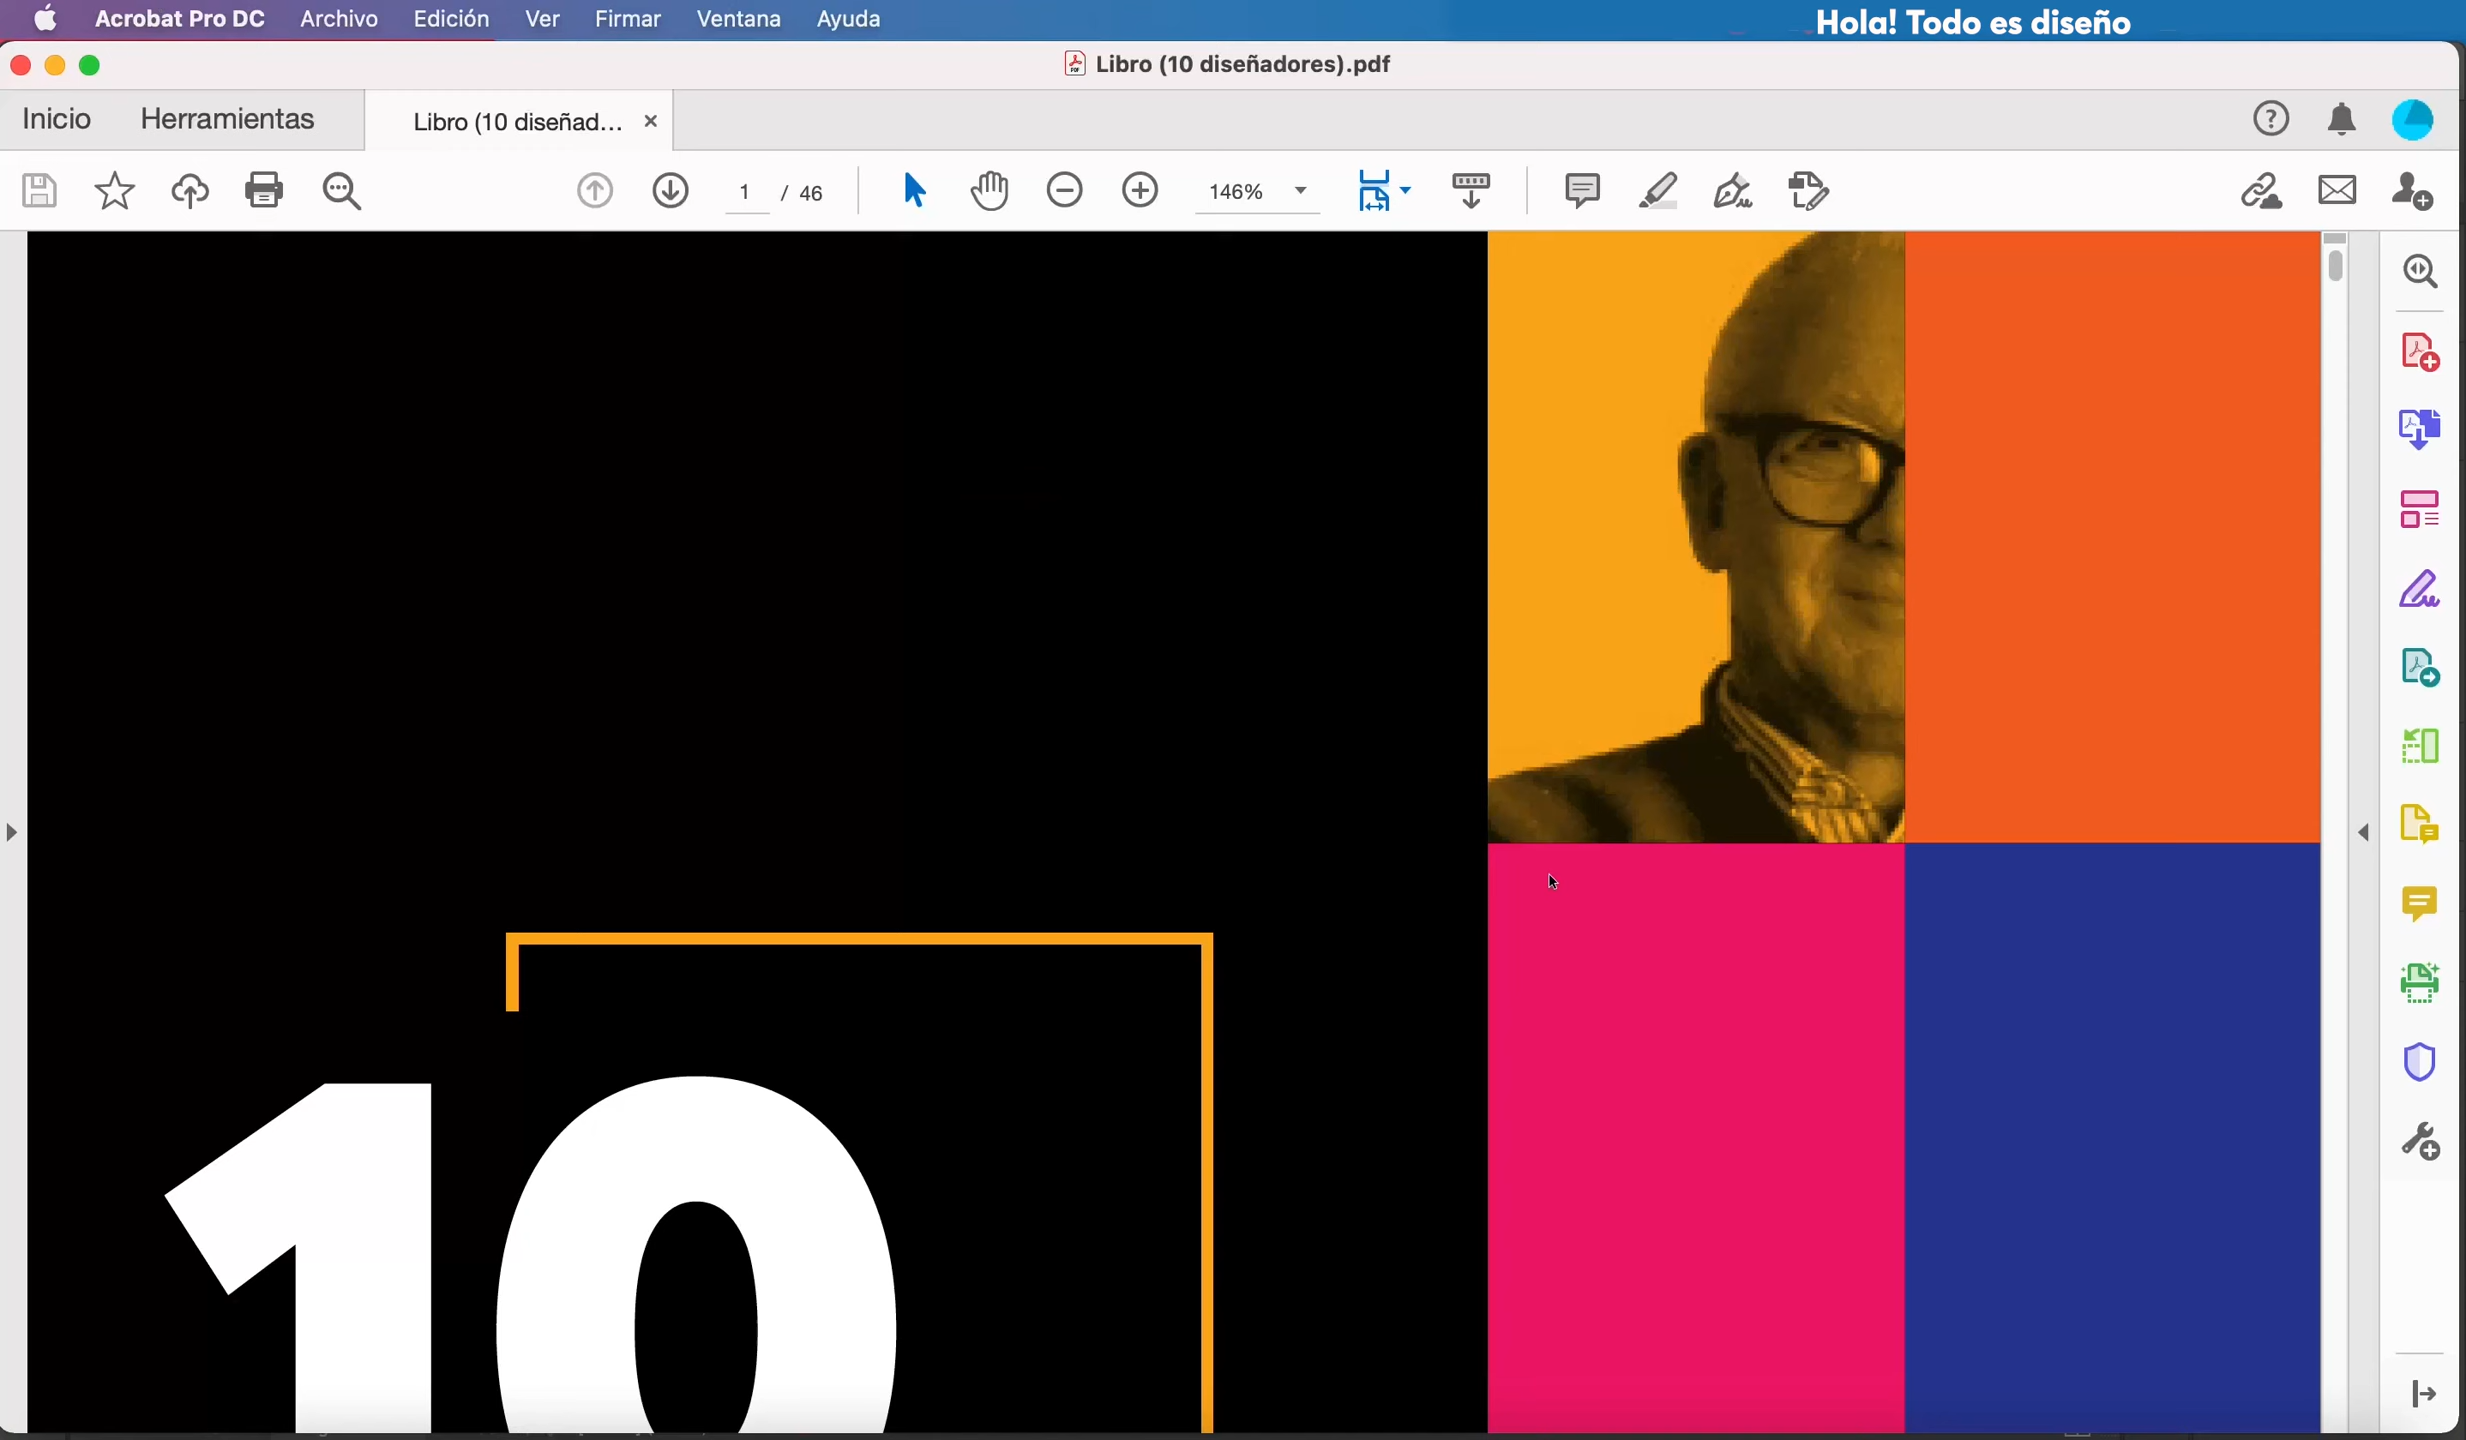 Acrobat Pro DC Archivo Edición Ver Firmar Ventana Ayuda
Hola! Todo es diseño
Libro (10 diseñadores).pdf
Inicio Herramientas Libro (10 diseñad... ×
1 / 46 146%
10